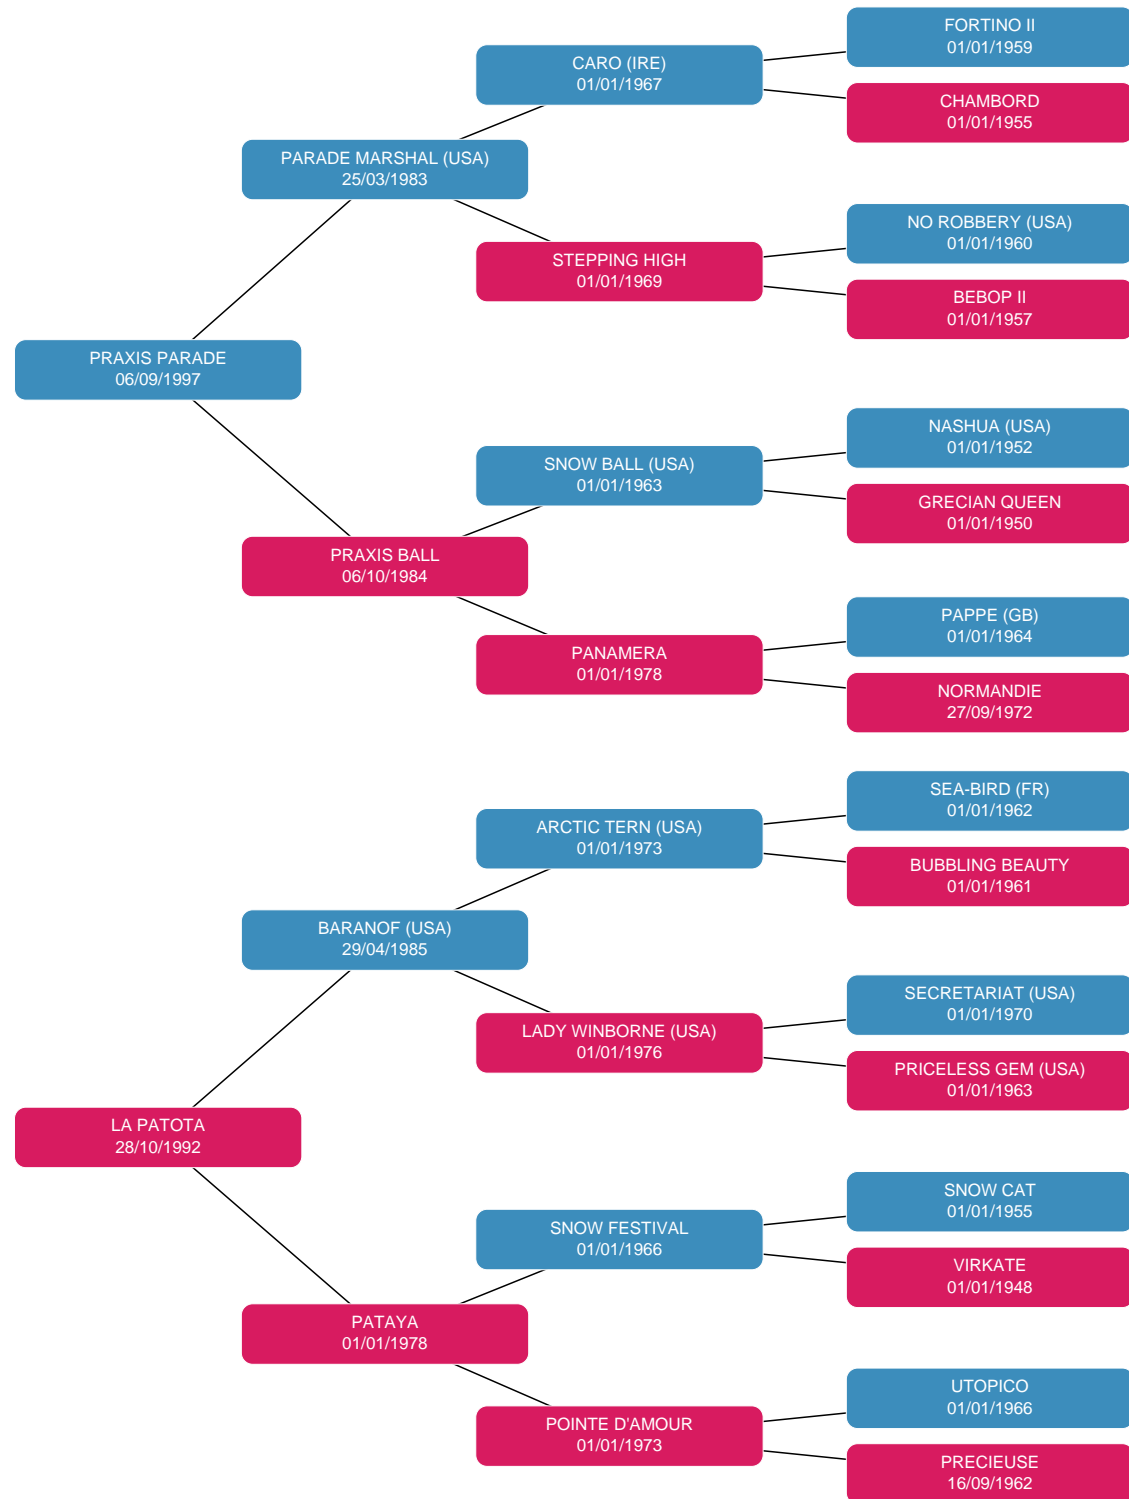 FORTINO II
01/01/1959
CARO (IRE)
01/01/1967
CHAMBORD
01/01/1955
PARADE MARSHAL (USA)
25/03/1983
NO ROBBERY (USA)
01/01/1960
STEPPING HIGH
01/01/1969
BEBOP II
01/01/1957
PRAXIS PARADE
06/09/1997
NASHUA (USA)
01/01/1952
SNOW BALL (USA)
01/01/1963
GRECIAN QUEEN
01/01/1950
PRAXIS BALL
06/10/1984
PAPPE (GB)
01/01/1964
PANAMERA
01/01/1978
NORMANDIE
27/09/1972
SEA-BIRD (FR)
01/01/1962
ARCTIC TERN (USA)
01/01/1973
BUBBLING BEAUTY
01/01/1961
BARANOF (USA)
29/04/1985
SECRETARIAT (USA)
01/01/1970
LADY WINBORNE (USA)
01/01/1976
PRICELESS GEM (USA)
01/01/1963
LA PATOTA
28/10/1992
SNOW CAT
01/01/1955
SNOW FESTIVAL
01/01/1966
VIRKATE
01/01/1948
PATAYA
01/01/1978
UTOPICO
01/01/1966
POINTE D'AMOUR
01/01/1973
PRECIEUSE
16/09/1962